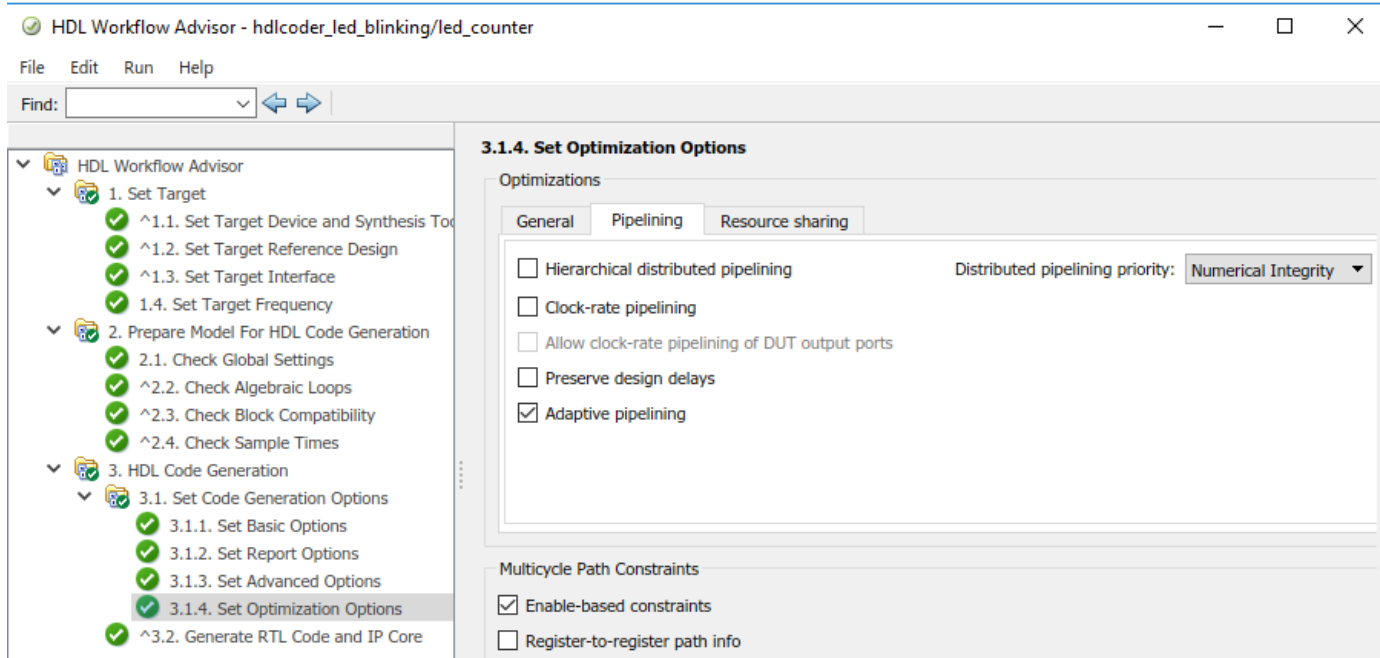 HDL Workflow Advisor - hdlcoder_led_blinking/led_counter
File Edit Run Help
Find:
HDL Workflow Advisor
1. Set Target
^1.1. Set Target Device and Synthesis Too
^1.2. Set Target Reference Design
^1.3. Set Target Interface
1.4. Set Target Frequency
2. Prepare Model For HDL Code Generation
2.1. Check Global Settings
^2.2. Check Algebraic Loops
^2.3. Check Block Compatibility
^2.4. Check Sample Times
3. HDL Code Generation
3.1. Set Code Generation Options
3.1.1. Set Basic Options
3.1.2. Set Report Options
3.1.3. Set Advanced Options
3.1.4. Set Optimization Options
^3.2. Generate RTL Code and IP Core
3.1.4. Set Optimization Options
Optimizations
General Pipelining Resource sharing
Hierarchical distributed pipelining Distributed pipelining priority: Numerical Integrity
Clock-rate pipelining
Allow clock-rate pipelining of DUT output ports
Preserve design delays
Adaptive pipelining
Multicycle Path Constraints
Enable-based constraints
Register-to-register path info